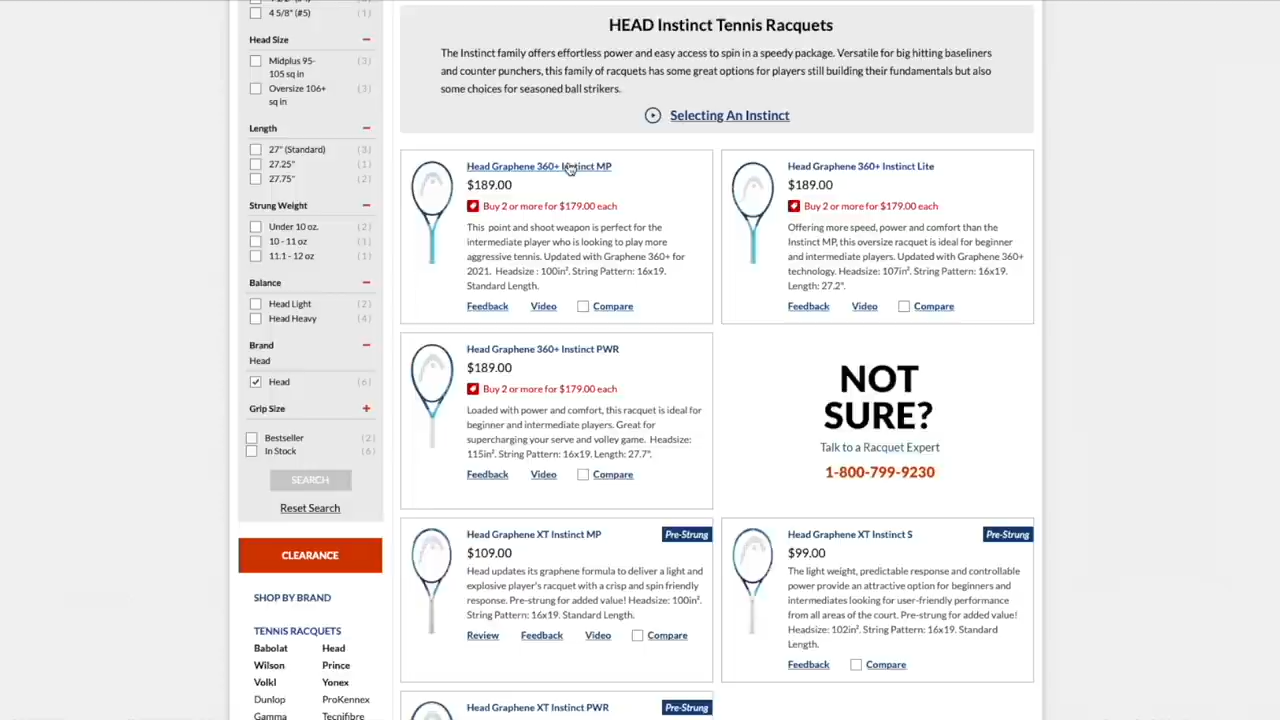 4 5/8" (#5) (1)
Head Size
Midplus 95-
105 sq in (3)
Oversize 106+
sq in (3)
Length
27" (Standard) (3)
27.25" (1)
27.75" (2)
Strung Weight
Under 10 oz. (2)
10 - 11 oz (1)
11.1 - 12 oz (1)
Balance
Head Light (2)
Head Heavy (4)
Brand
Head
Head (6)
Grip Size
Bestseller (2)
In Stock (6)
SEARCH
Reset Search
CLEARANCE
SHOP BY BRAND
TENNIS RACQUETS
Babolat Head
Wilson Prince
Volkl Yonex
Dunlop ProKennex
Gamma Tecnifibre
HEAD Instinct Tennis Racquets
The Instinct family offers effortless power and easy access to spin in a speedy package. Versatile for big hitting baseliners
and counter punchers, this family of racquets has some great options for players still building their fundamentals but also
some choices for seasoned ball strikers.
Selecting An Instinct
Head Graphene 360+ Instinct MP
$189.00
Buy 2 or more for $179.00 each
This point and shoot weapon is perfect for the
intermediate player who is looking to play more
aggressive tennis. Updated with Graphene 360+ for
2021. Headsize : 100in². String Pattern: 16x19.
Standard Length.
Feedback Video Compare
Head Graphene 360+ Instinct Lite
$189.00
Buy 2 or more for $179.00 each
Offering more speed, power and comfort than the
Instinct MP, this oversize racquet is ideal for beginner
and intermediate players. Updated with Graphene 360+
technology. Headsize: 107in². String Pattern: 16x19.
Length: 27.2".
Feedback Video Compare
Head Graphene 360+ Instinct PWR
$189.00
Buy 2 or more for $179.00 each
Loaded with power and comfort, this racquet is ideal for
beginner and intermediate players. Great for
supercharging your serve and volley game. Headsize:
115in². String Pattern: 16x19. Length: 27.7".
Feedback Video Compare
NOT
SURE?
Talk to a Racquet Expert
1-800-799-9230
Head Graphene XT Instinct MP Pre-Strung
$109.00
Head updates its graphene formula to deliver a light and
explosive player's racquet with a crisp and spin friendly
response. Pre-strung for added value! Headsize: 100in².
String Pattern: 16x19. Standard Length.
Review Feedback Video Compare
Head Graphene XT Instinct S Pre-Strung
$99.00
The light weight, predictable response and controllable
power provide an attractive option for beginners and
intermediates looking for user-friendly performance
from all areas of the court. Pre-strung for added value!
Headsize: 102in². String Pattern: 16x19. Standard
Length.
Feedback Compare
Head Graphene XT Instinct PWR Pre-Strung